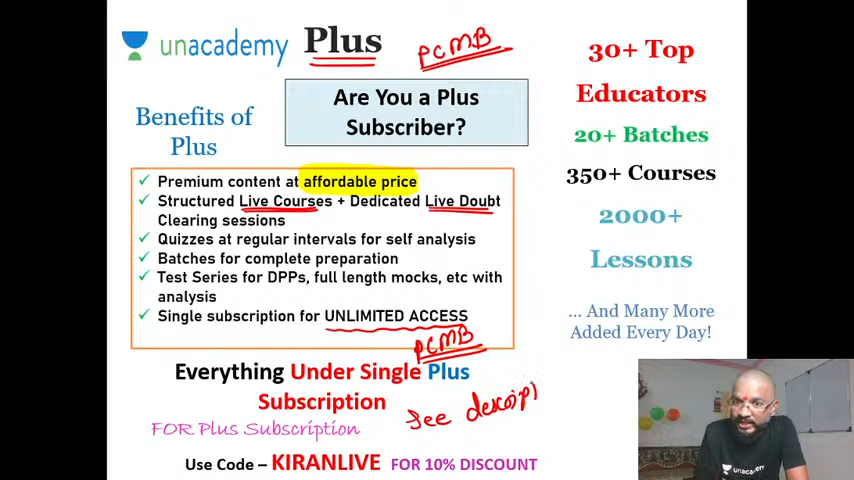 unacademy Plus
PCMB
Are You a Plus
Subscriber?
Benefits of
Plus
Premium content at affordable price
Structured Live Courses + Dedicated Live Doubt
Clearing sessions
Quizzes at regular intervals for self analysis
Batches for complete preparation
Test Series for DPPs, full length mocks, etc with
analysis
Single subscription for UNLIMITED ACCESS
PCMB
Everything Under Single Plus
Subscription
See descrip
FOR Plus Subscription
Use Code – KIRANLIVE FOR 10% DISCOUNT
30+ Top
Educators
20+ Batches
350+ Courses
2000+
Lessons
... And Many More
Added Every Day!
unacademy